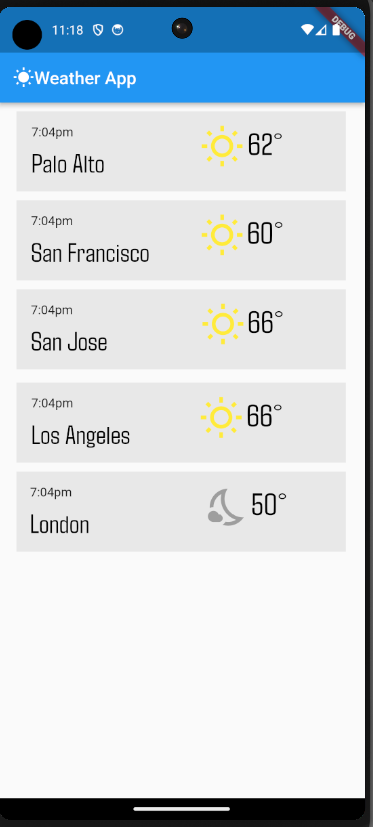 11:18
DEBUG
Weather App
7:04pm
62°
Palo Alto
7:04pm
60°
San Francisco
7:04pm
66°
San Jose
7:04pm
66°
Los Angeles
7:04pm
50°
London